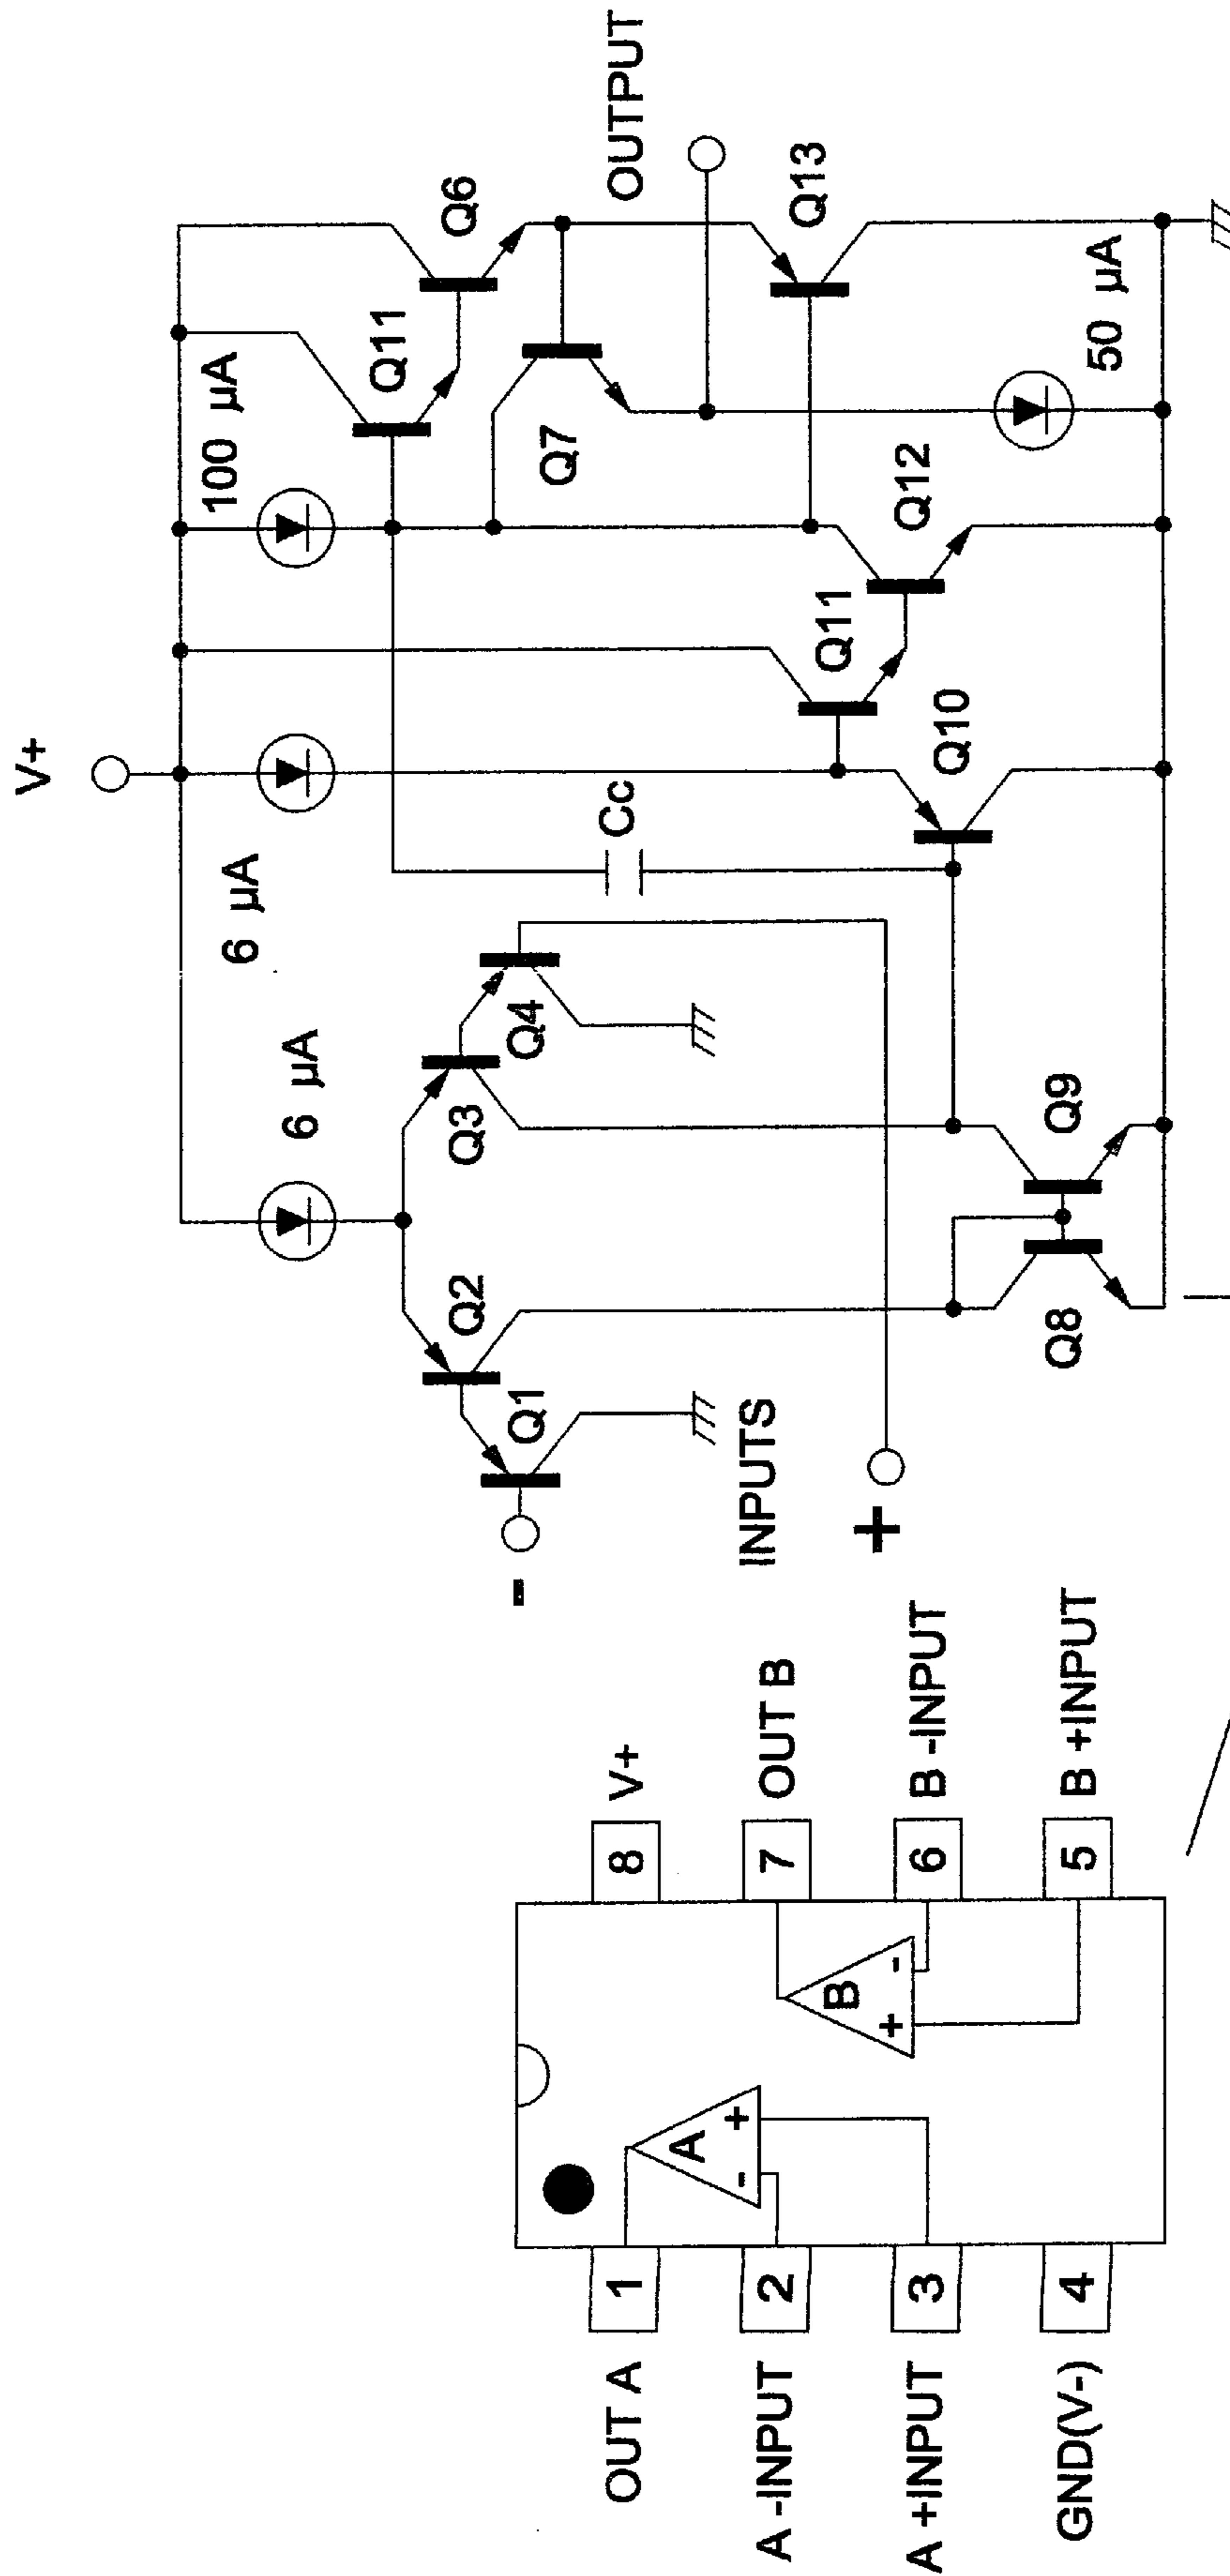 OUT A
A -INPUT
A +INPUT
GND(V-)
1
2
3
4
A
-
+
B
+
-
8
7
6
5
V+
OUT B
B -INPUT
B +INPUT
V+
6 µA
6 µA
100 µA
Q11
Q6
Q2
Q3
Q1
Q4
-
INPUTS
+
Cc
Q7
OUTPUT
Q11
Q12
Q13
Q10
Q8
Q9
50 µA